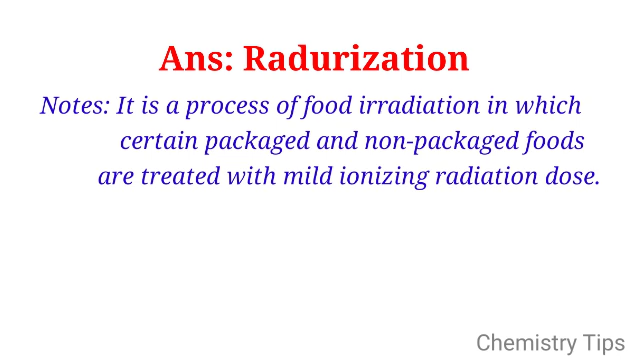 Ans: Radurization
Notes: It is a process of food irradiation in which
certain packaged and non-packaged foods
are treated with mild ionizing radiation dose.
Chemistry Tips